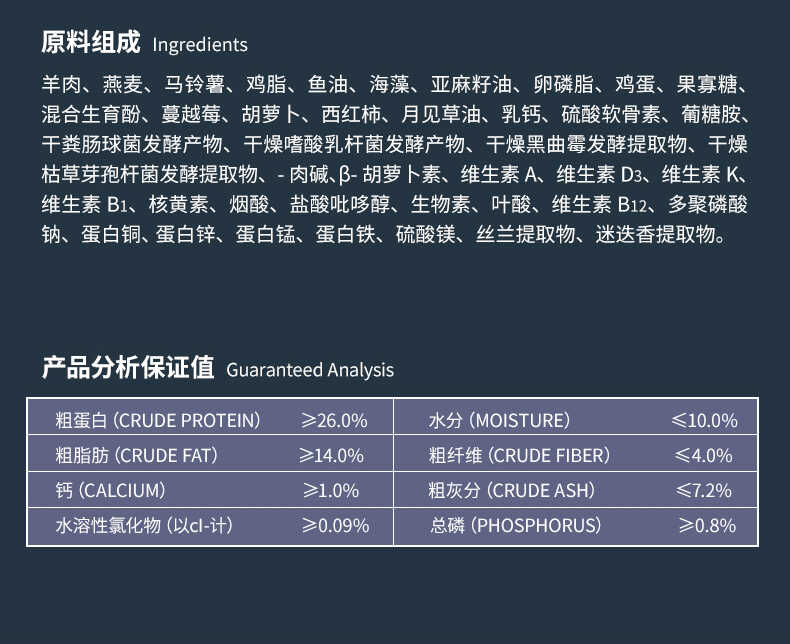 原料组成 Ingredients
羊肉、燕麦、马铃薯、鸡脂、鱼油、海藻、亚麻籽油、卵磷脂、鸡蛋、果寡糖、
混合生育酚、蔓越莓、胡萝卜、西红柿、月见草油、乳钙、硫酸软骨素、葡糖胺、
干粪肠球菌发酵产物、干燥嗜酸乳杆菌发酵产物、干燥黑曲霉发酵提取物、干燥
枯草芽孢杆菌发酵提取物、- 肉碱、β- 胡萝卜素、维生素 A、维生素 D3、维生素 K、
维生素 B1、核黄素、烟酸、盐酸吡哆醇、生物素、叶酸、维生素 B12、多聚磷酸
钠、蛋白铜、蛋白锌、蛋白锰、蛋白铁、硫酸镁、丝兰提取物、迷迭香提取物。
产品分析保证值 Guaranteed Analysis
粗蛋白（CRUDE PROTEIN） ≥26.0% 水分（MOISTURE） ≤10.0%
粗脂肪（CRUDE FAT） ≥14.0% 粗纤维（CRUDE FIBER） ≤4.0%
钙（CALCIUM） ≥1.0% 粗灰分（CRUDE ASH） ≤7.2%
水溶性氯化物（以cl-计） ≥0.09% 总磷（PHOSPHORUS） ≥0.8%